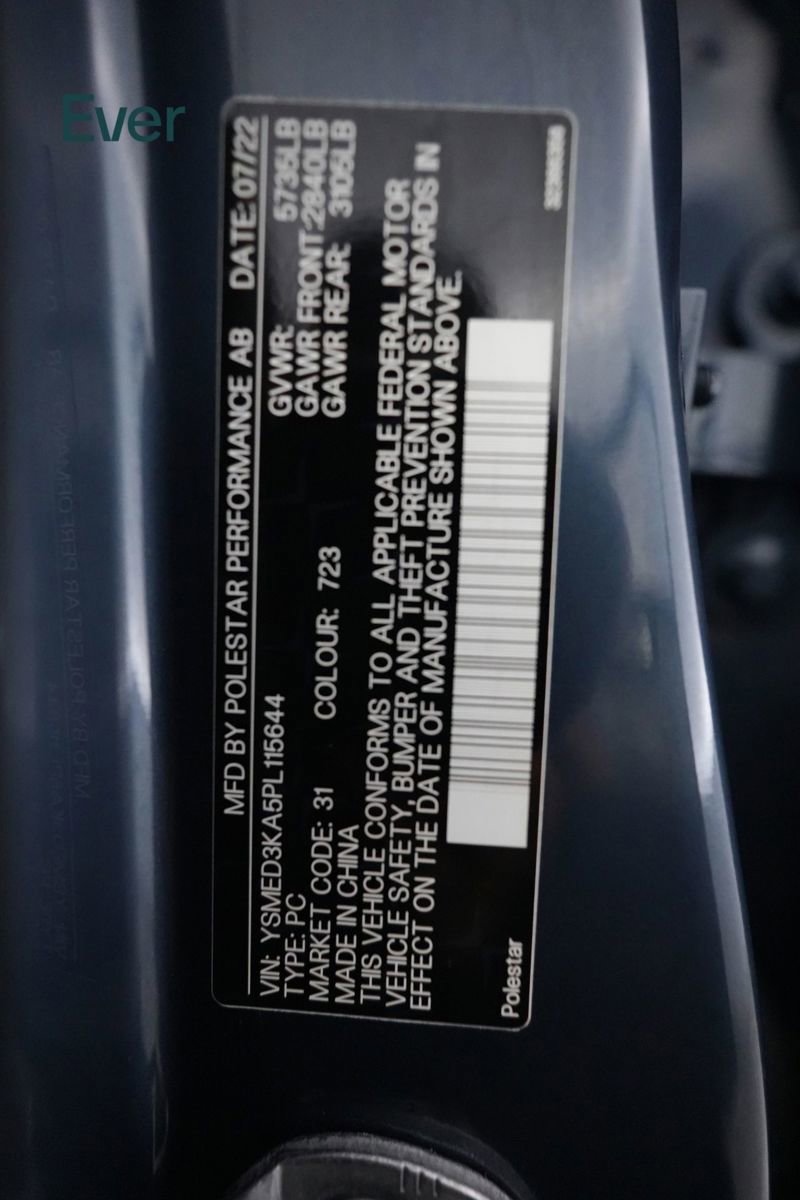 Ever
MFD BY POLESTAR PERFORMANCE AB DATE: 07/22
VIN: YSMED3KA5PL115644 GVWR: 5735LB
TYPE: PC GAWR FRONT: 2840LB
MARKET CODE: 31 COLOUR: 723 GAWR REAR: 3105LB
MADE IN CHINA
THIS VEHICLE CONFORMS TO ALL APPLICABLE FEDERAL MOTOR
VEHICLE SAFETY, BUMPER AND THEFT PREVENTION STANDARDS IN
EFFECT ON THE DATE OF MANUFACTURE SHOWN ABOVE.
Polestar